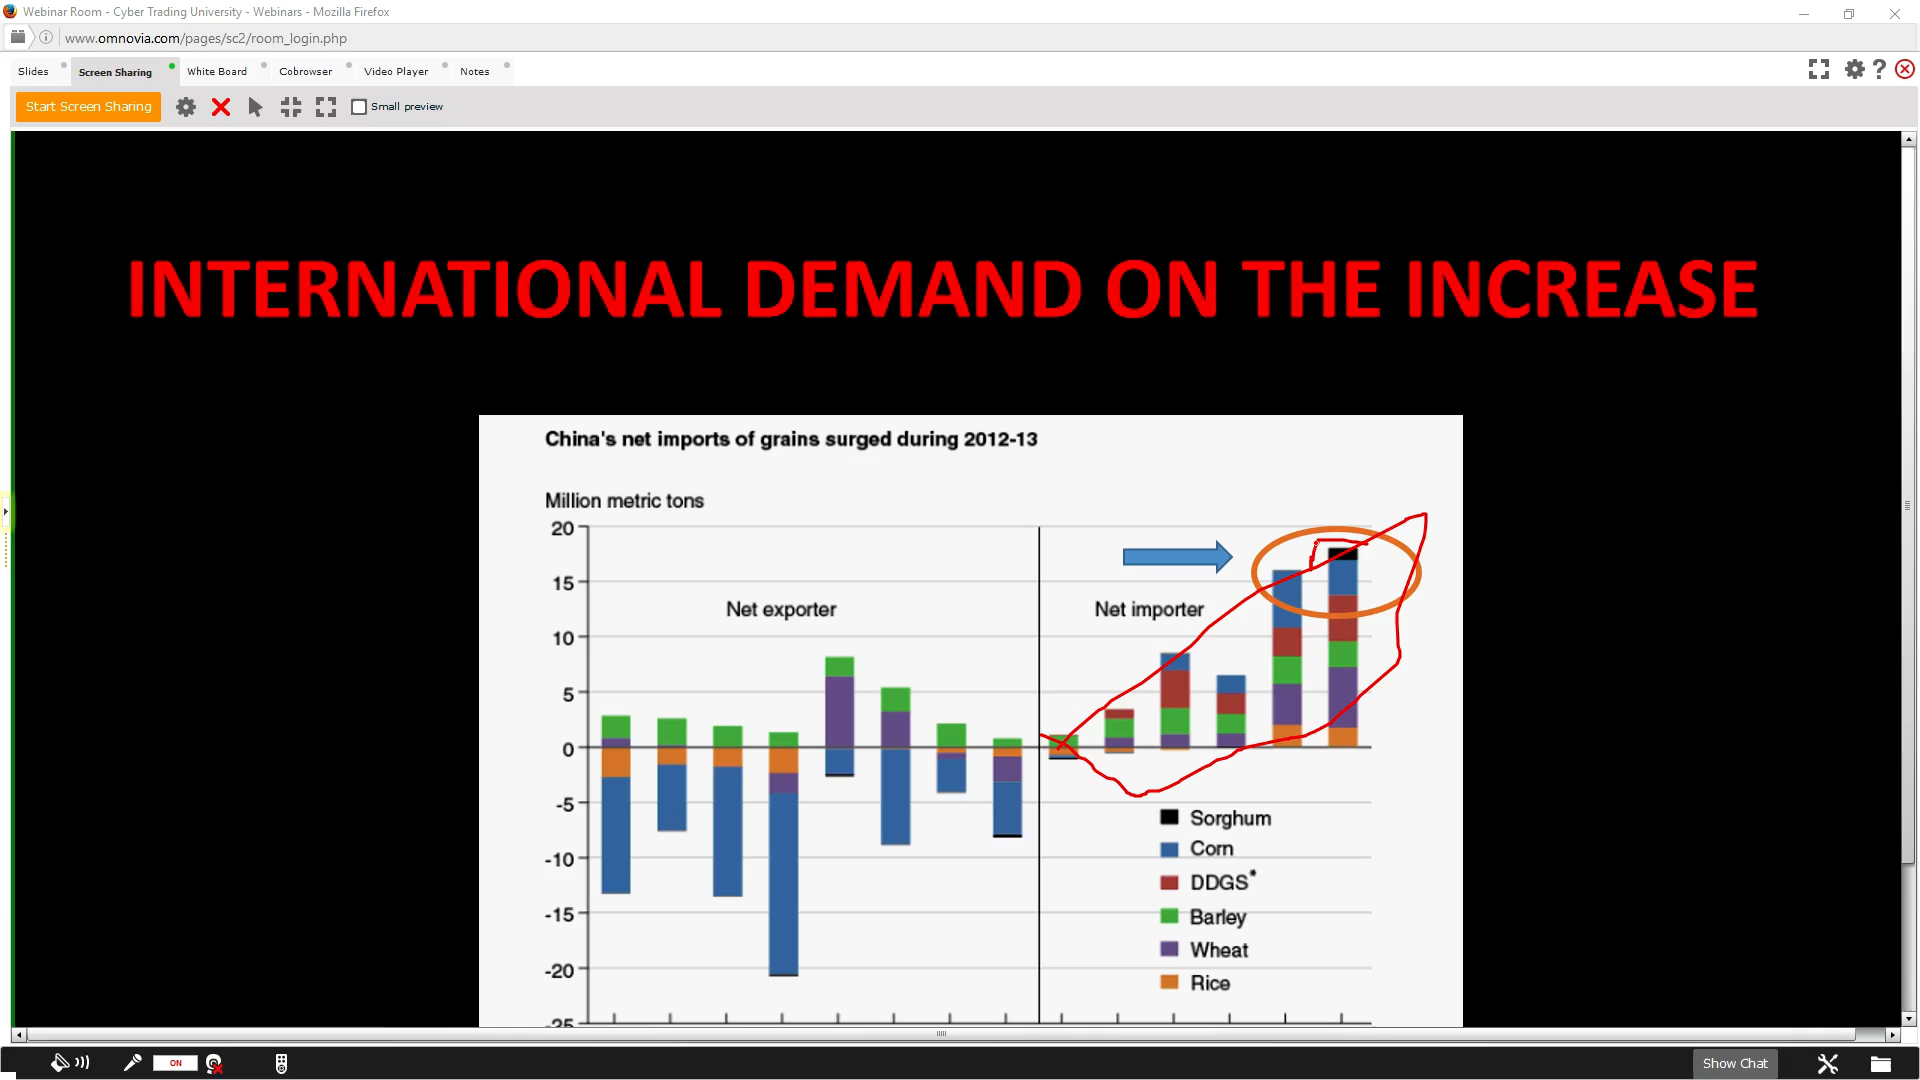 Webinar Room - Cyber Trading University - Webinars - Mozilla Firefox
www.omnovia.com/pages/sc2/room_login.php
Slides Screen Sharing White Board Cobrowser Video Player Notes
Start Screen Sharing Small preview
INTERNATIONAL DEMAND ON THE INCREASE
China's net imports of grains surged during 2012-13
Million metric tons
20
15
Net exporter Net importer
10
5
0
-5
Sorghum
Corn
-10
DDGS*
-15
Barley
Wheat
-20
Rice
-25
ON
Show Chat